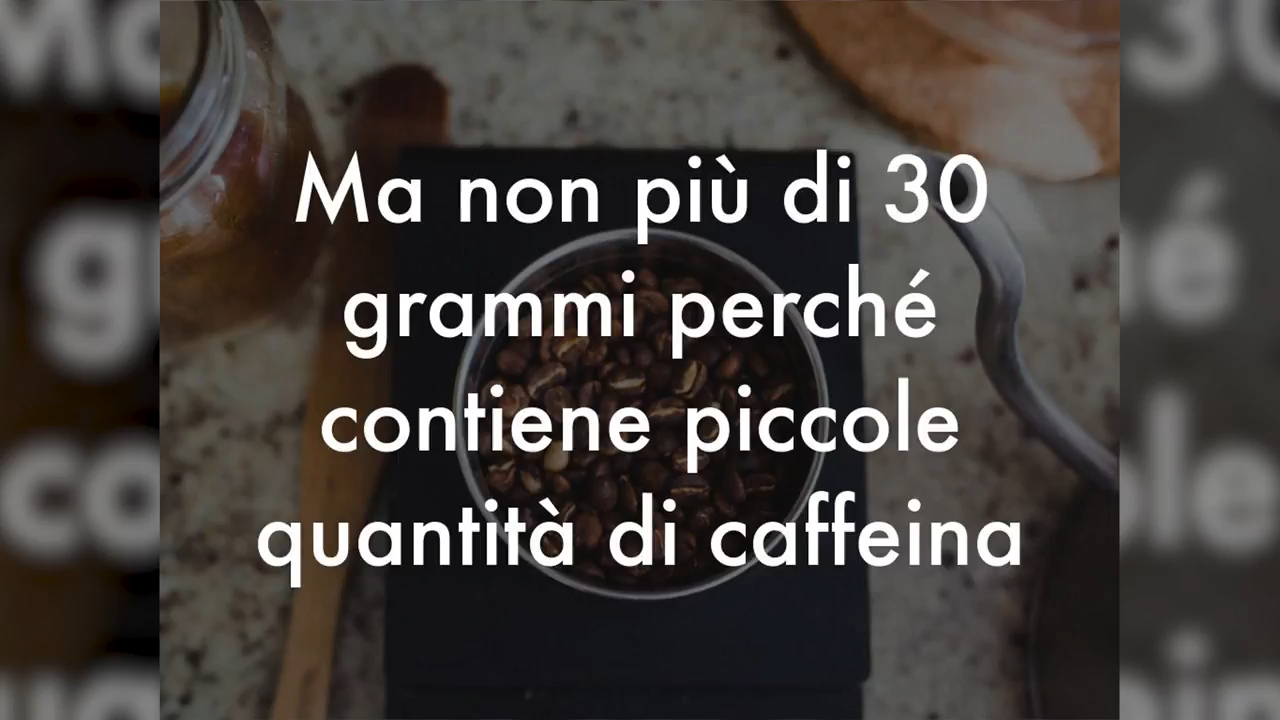 Ma non più di 30
grammi perché
contiene piccole
quantità di caffeina